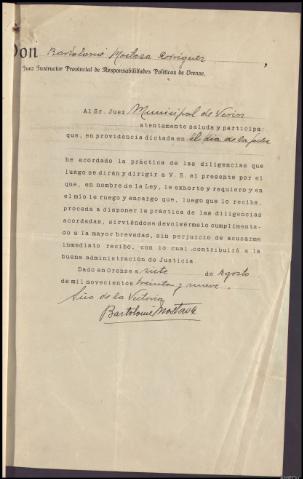 Don Bartolomé Mostaza Rodriguez,
Juez Instructor Provincial de Responsabilidades Políticas de Orense.
Al Sr. Juez Municipal de
atentamente saluda y participa:
que, en providencia dictada en el día de la fecha
he acordado la práctica de las diligencias que
luego se dirán y dirigir a V. S. el presente por el
que, en nombre de la Ley, le exhorto y requiero y en
el mío le ruego y encargo que, luego que lo reciba,
proceda a disponer la práctica de las diligencias
acordadas, sirviéndose devolvérmelo cumplimenta-
do a la mayor brevedad, sin perjuicio de acusarme
inmediato recibo, con lo cual contribuirá a la
buena administración de Justicia
Dado en Orense a siete de Agosto
de mil novecientos treinta y nueve.-
Año de la Victoria
Bartolomé Mostaza